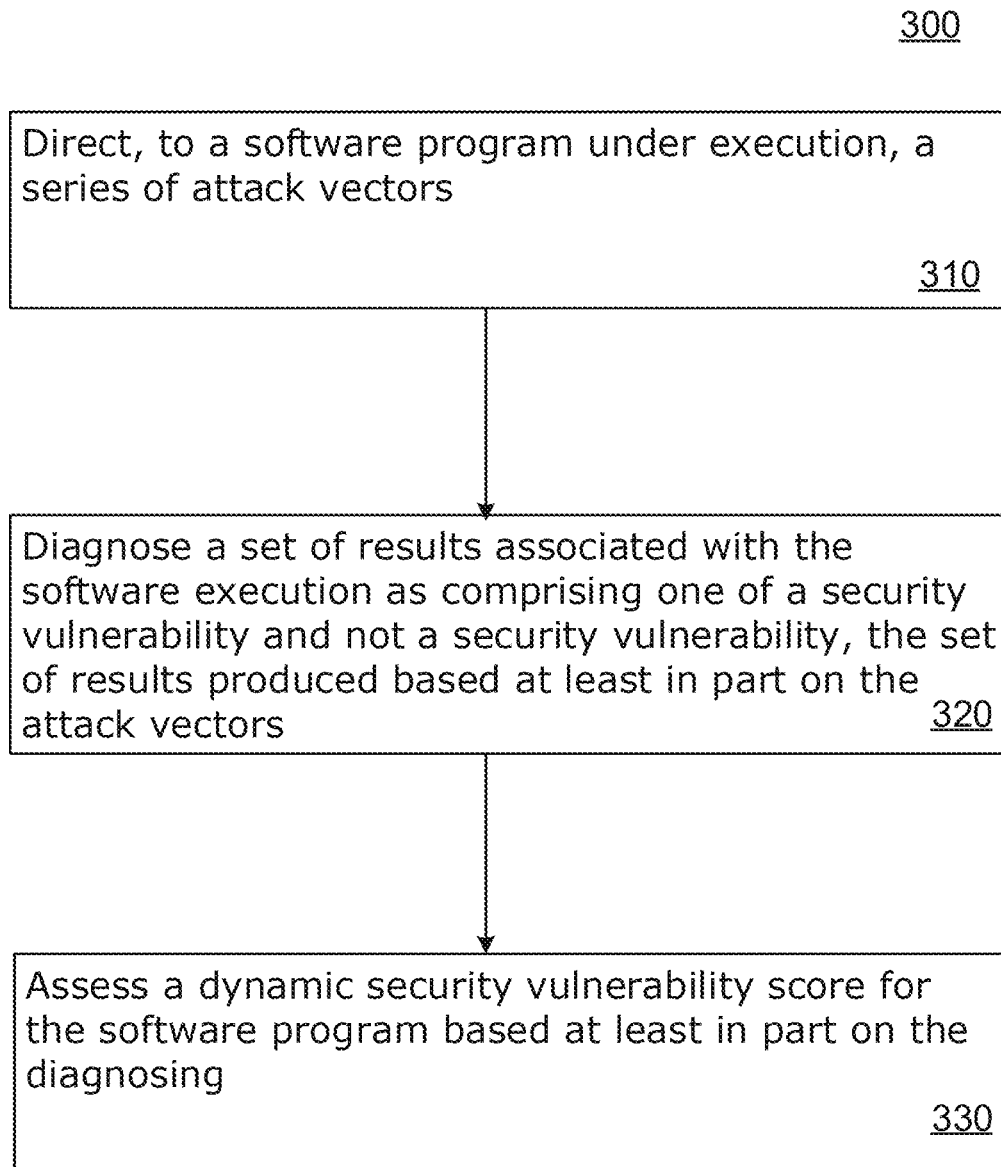 300
Direct, to a software program under execution, a
series of attack vectors
310
Diagnose a set of results associated with the
software execution as comprising one of a security
vulnerability and not a security vulnerability, the set
of results produced based at least in part on the
attack vectors
320
Assess a dynamic security vulnerability score for
the software program based at least in part on the
diagnosing
330